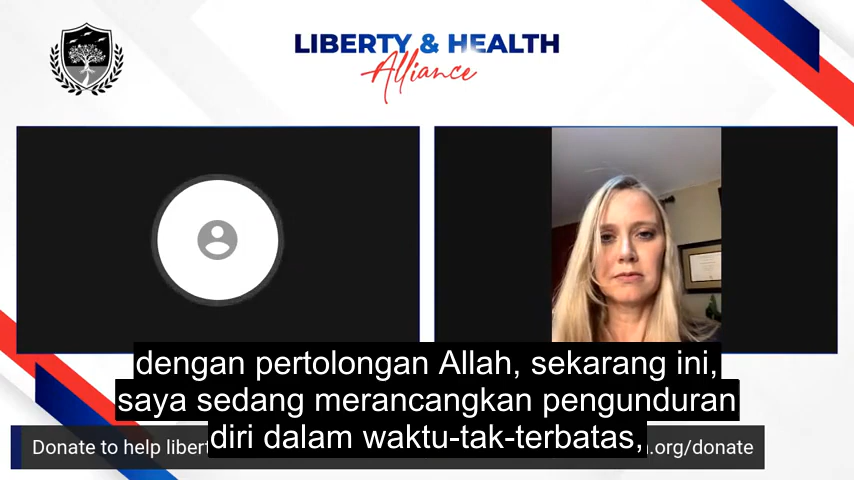 LIBERTY & HEALTH
Alliance
dengan pertolongan Allah, sekarang ini,
saya sedang merancangkan pengunduran
diri dalam waktu-tak-terbatas,
Donate to help libert
.org/donate